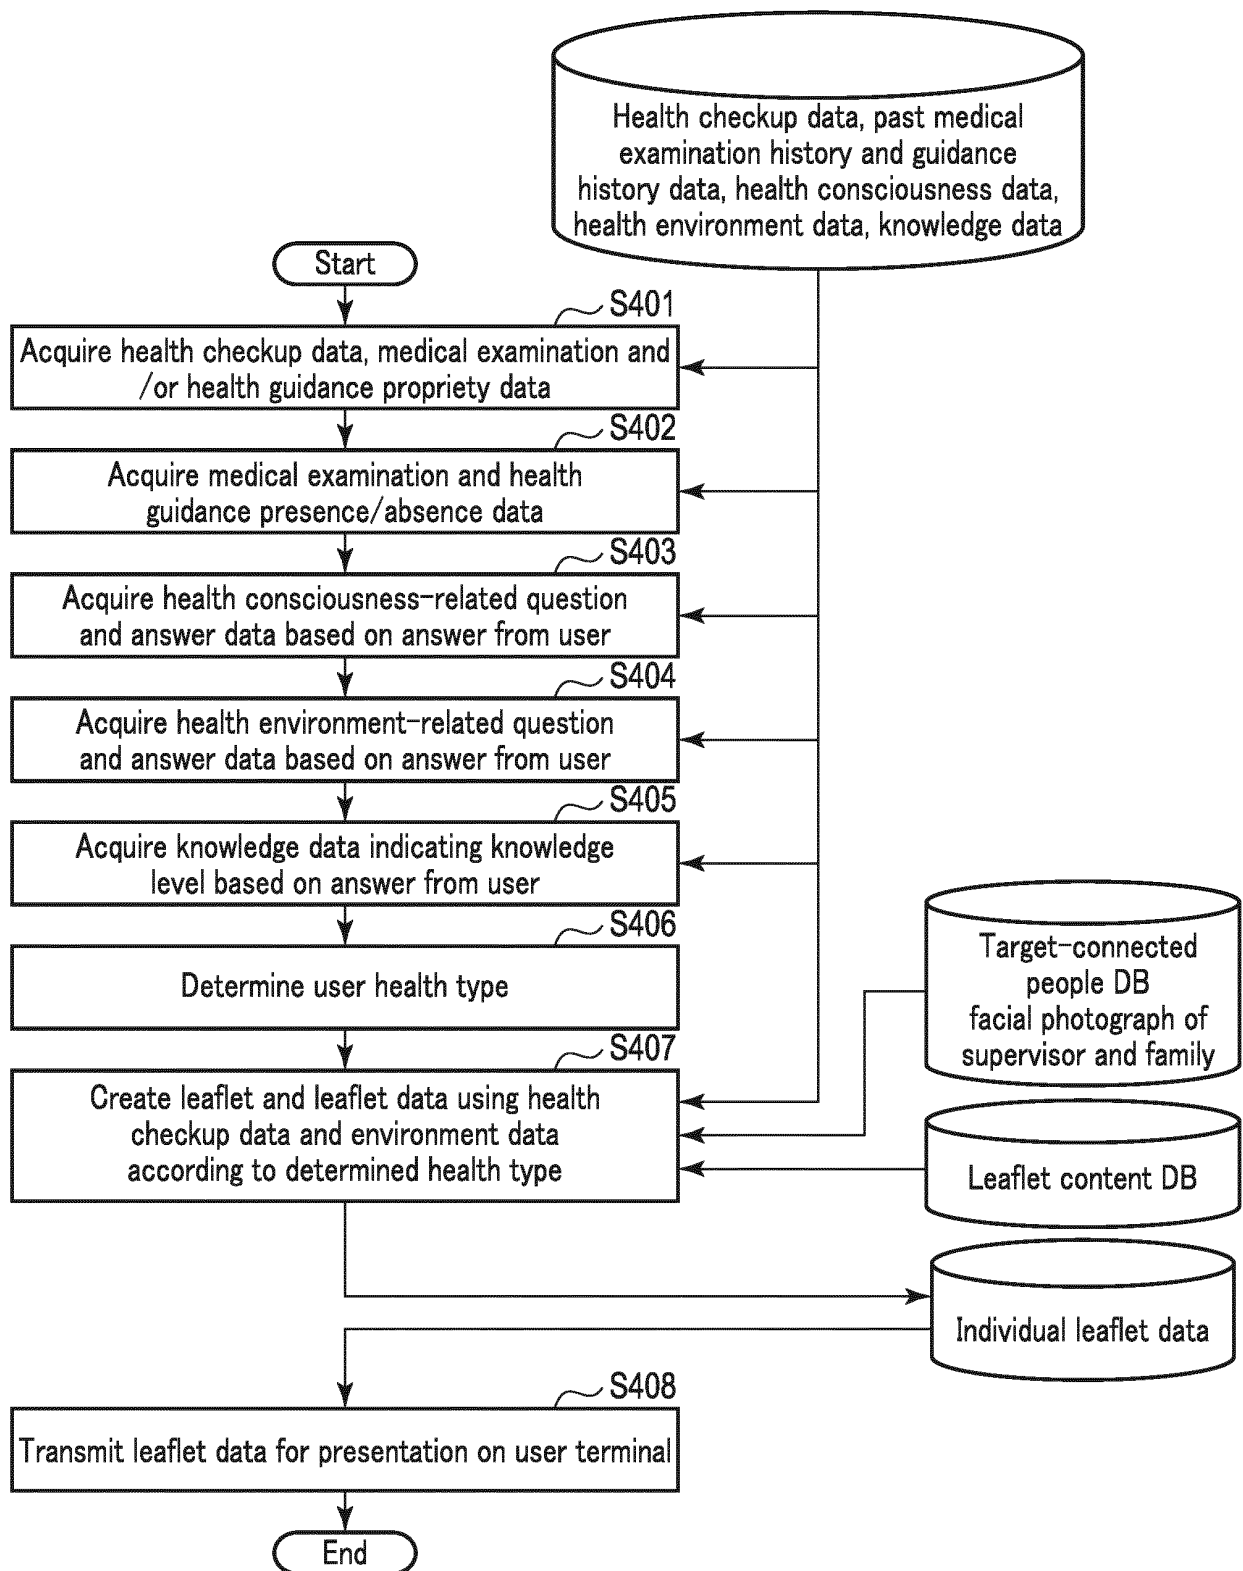 Health checkup data, past medical
examination history and guidance
history data, health consciousness data,
health environment data, knowledge data
Start
S401
Acquire health checkup data, medical examination and
/or health guidance propriety data
S402
Acquire medical examination and health
guidance presence/absence data
S403
Acquire health consciousness-related question
and answer data based on answer from user
S404
Acquire health environment-related question
and answer data based on answer from user
S405
Acquire knowledge data indicating knowledge
level based on answer from user
S406
Determine user health type
Target-connected
people DB
facial photograph of
supervisor and family
S407
Create leaflet and leaflet data using health
checkup data and environment data
according to determined health type
Leaflet content DB
Individual leaflet data
S408
Transmit leaflet data for presentation on user terminal
End